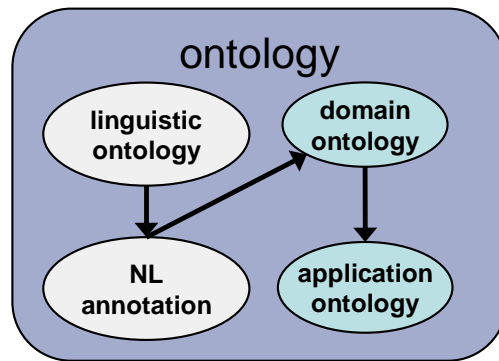 ontology
linguistic
ontology
domain
ontology
NL
annotation
application
ontology